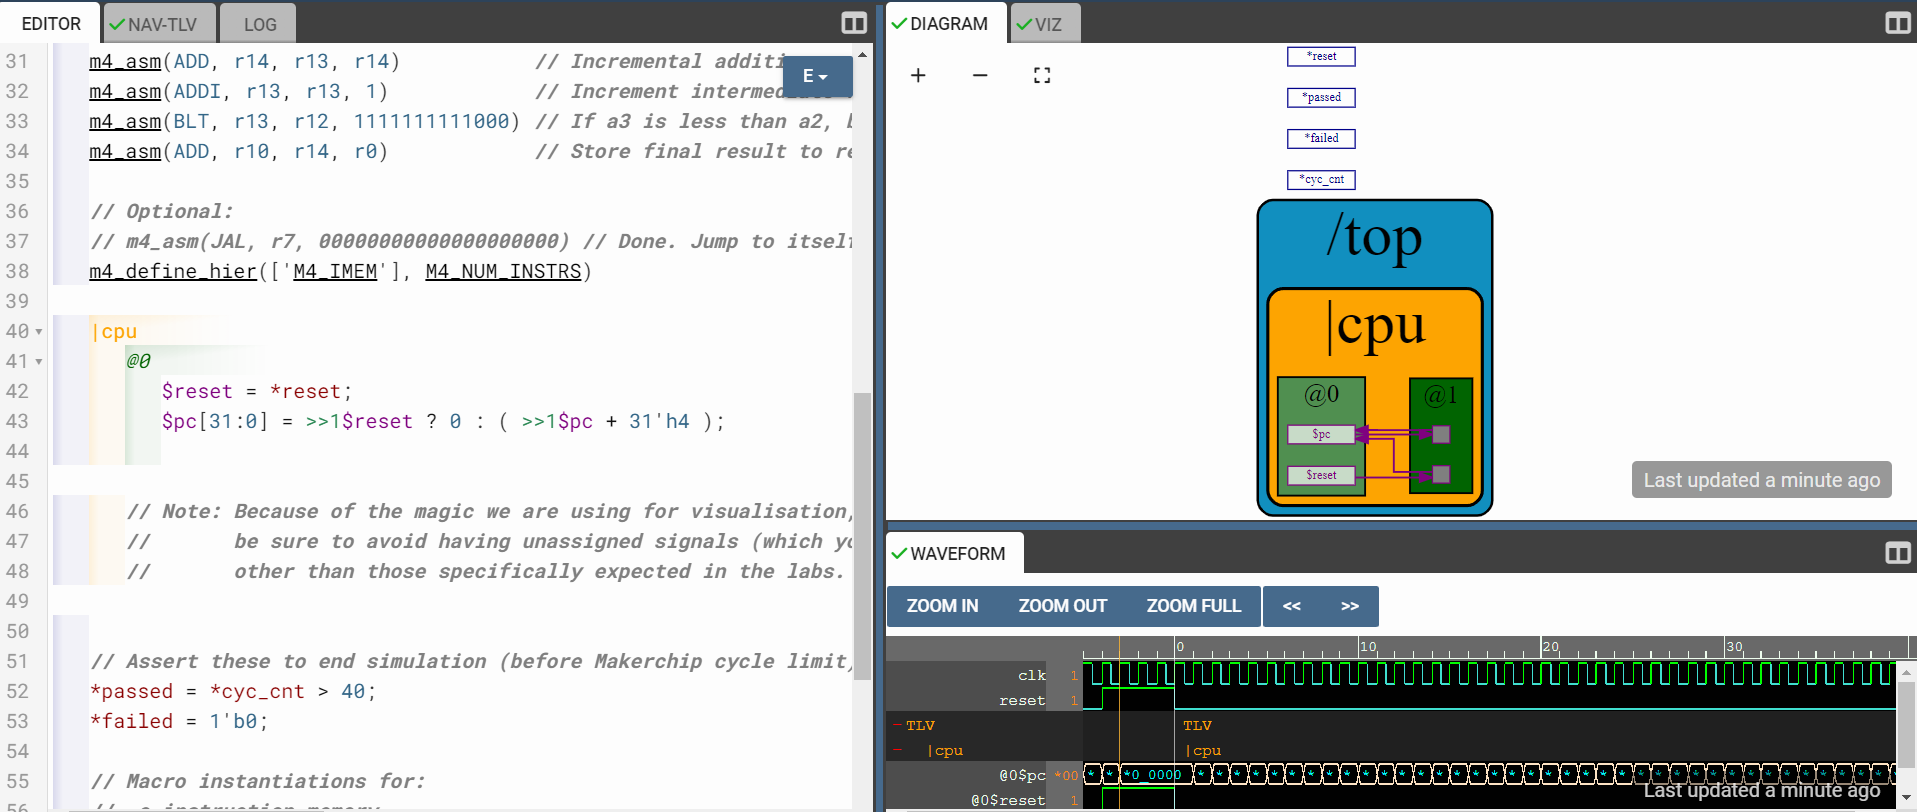 EDITOR
NAV-TLV
LOG
E
31 m4_asm(ADD, r14, r13, r14) // Incremental additi
32 m4_asm(ADDI, r13, r13, 1) // Increment intermed
33 m4_asm(BLT, r13, r12, 1111111111000) // If a3 is less than a2, b
34 m4_asm(ADD, r10, r14, r0) // Store final result to re
35
36 // Optional:
37 // m4_asm(JAL, r7, 00000000000000000000) // Done. Jump to itself
38 m4_define_hier(['M4_IMEM'], M4_NUM_INSTRS)
39
40 |cpu
41 @0
42 $reset = *reset;
43 $pc[31:0] = >>1$reset ? 0 : ( >>1$pc + 31'h4 );
44
45
46 // Note: Because of the magic we are using for visualisation,
47 // be sure to avoid having unassigned signals (which yo
48 // other than those specifically expected in the labs.
49
50
51 // Assert these to end simulation (before Makerchip cycle limit)
52 *passed = *cyc_cnt > 40;
53 *failed = 1'b0;
54
55 // Macro instantiations for:
56 // o instruction memory
DIAGRAM
VIZ
*reset
*passed
*failed
*cyc_cnt
/top
|cpu
@0
@1
$pc
$reset
Last updated a minute ago
WAVEFORM
ZOOM IN
ZOOM OUT
ZOOM FULL
<<
>>
0 10 20 30
clk 1
reset 1
TLV TLV
|cpu |cpu
@0$pc *00 *0_0000
@0$reset 1
Last updated a minute ago